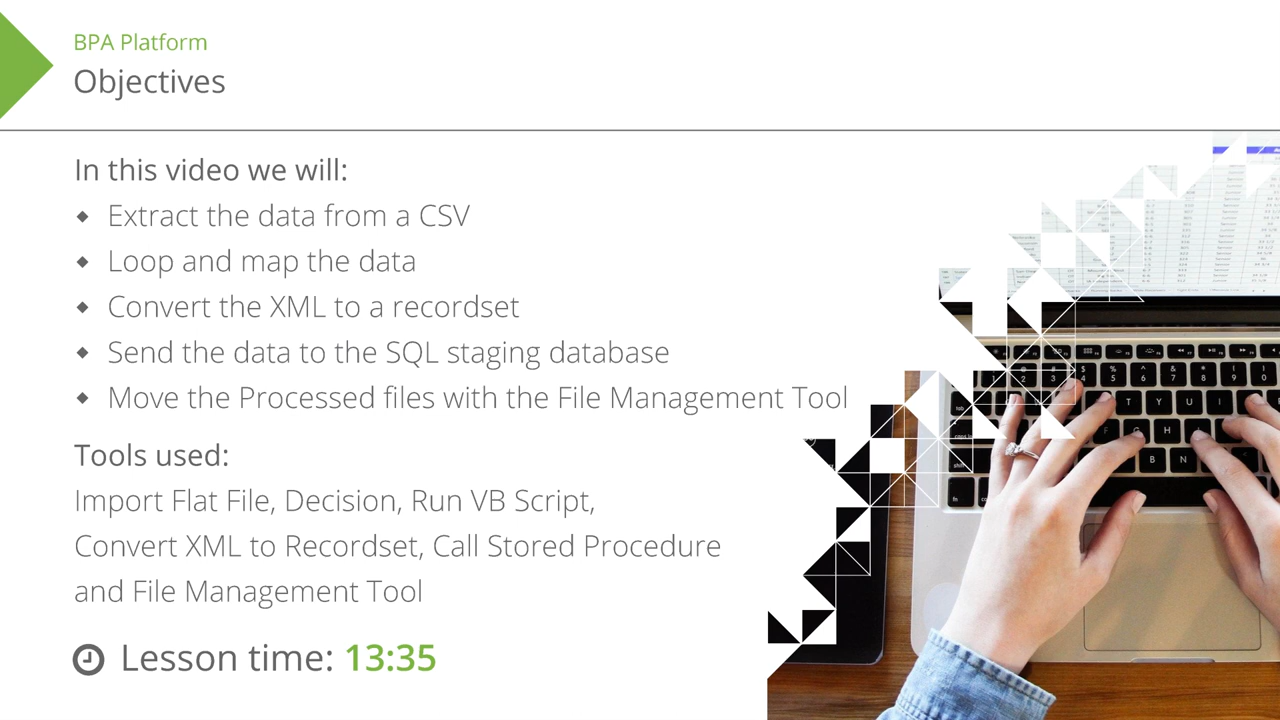 BPA Platform
Objectives
In this video we will:
Extract the data from a CSV
Loop and map the data
Convert the XML to a recordset
Send the data to the SQL staging database
Move the Processed files with the File Management Tool
Tools used:
Import Flat File, Decision, Run VB Script,
Convert XML to Recordset, Call Stored Procedure
and File Management Tool
Lesson time: 13:35